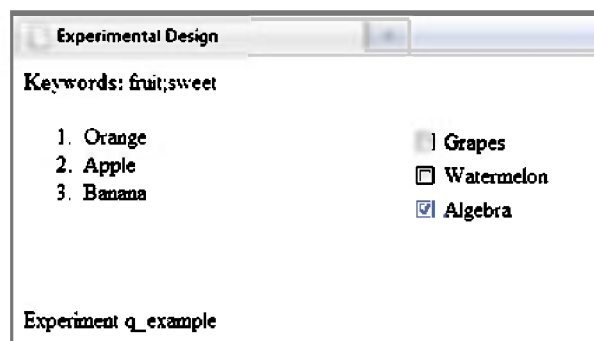 Experimental Design
Keywords: fruit;sweet
1. Orange
2. Apple
3. Banana
Grapes
Watermelon
Algebra
Experiment q_example